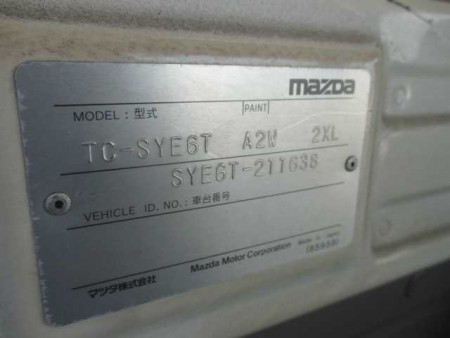 mazda
MODEL : 型式 PAINT
TC-SYE6T A2W 2XL
SYE6T-211638
VEHICLE ID. NO. : 車台番号
Made in Japan
マツダ株式会社 Mazda Motor Corporation